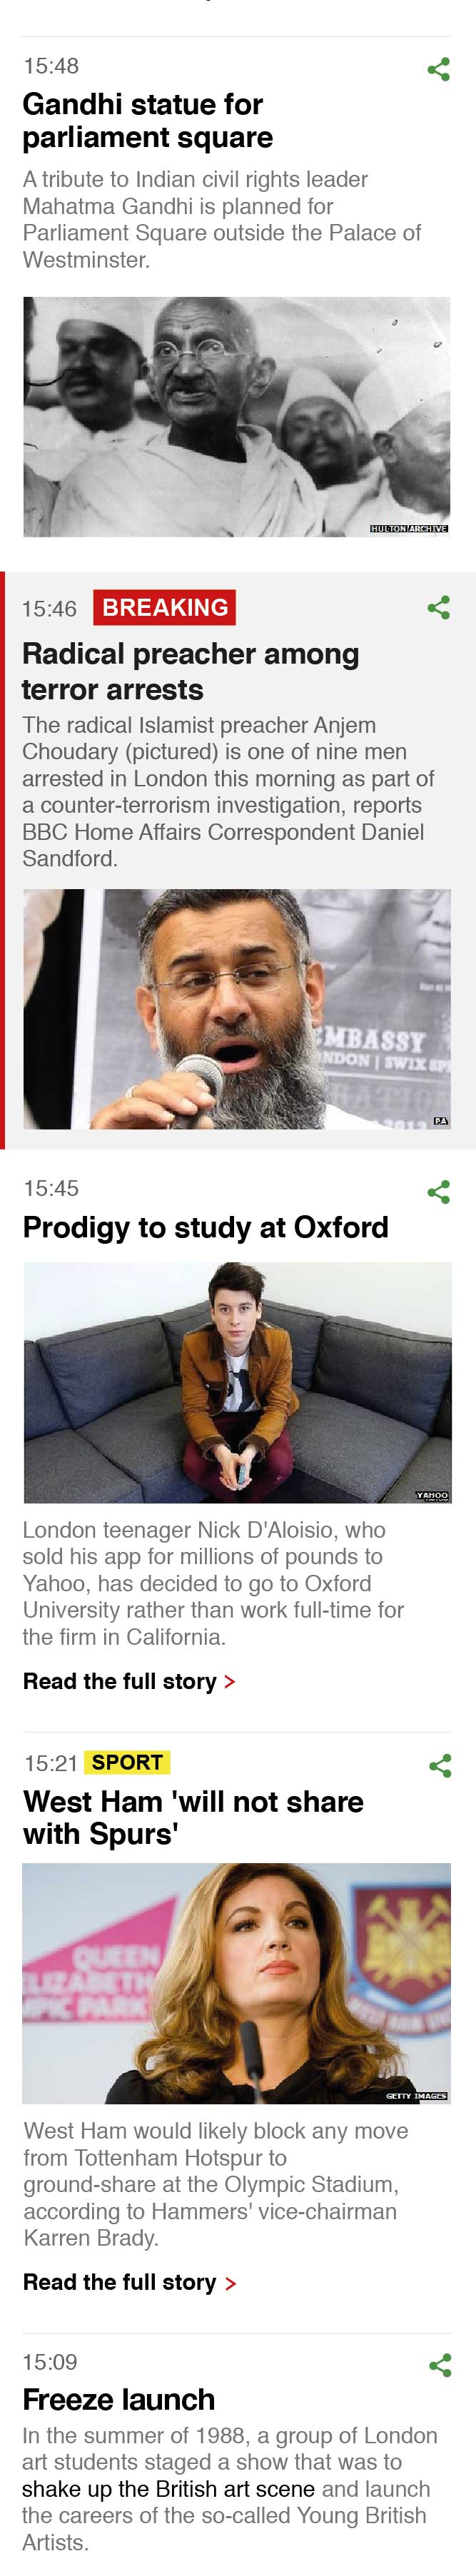 15:48
Gandhi statue for
parliament square
A tribute to Indian civil rights leader
Mahatma Gandhi is planned for
Parliament Square outside the Palace of
Westminster.
HULTON ARCHIVE
15:46 BREAKING
Radical preacher among
terror arrests
The radical Islamist preacher Anjem
Choudary (pictured) is one of nine men
arrested in London this morning as part of
a counter-terrorism investigation, reports
BBC Home Affairs Correspondent Daniel
Sandford.
MBASSY
NDON | SW1X
2012
PA
15:45
Prodigy to study at Oxford
YAHOO
London teenager Nick D'Aloisio, who
sold his app for millions of pounds to
Yahoo, has decided to go to Oxford
University rather than work full-time for
the firm in California.
Read the full story >
15:21 SPORT
West Ham 'will not share
with Spurs'
QUEEN
ELIZABETH
MPIC PARK
GETTY IMAGES
West Ham would likely block any move
from Tottenham Hotspur to
ground-share at the Olympic Stadium,
according to Hammers' vice-chairman
Karren Brady.
Read the full story >
15:09
Freeze launch
In the summer of 1988, a group of London
art students staged a show that was to
shake up the British art scene and launch
the careers of the so-called Young British
Artists.